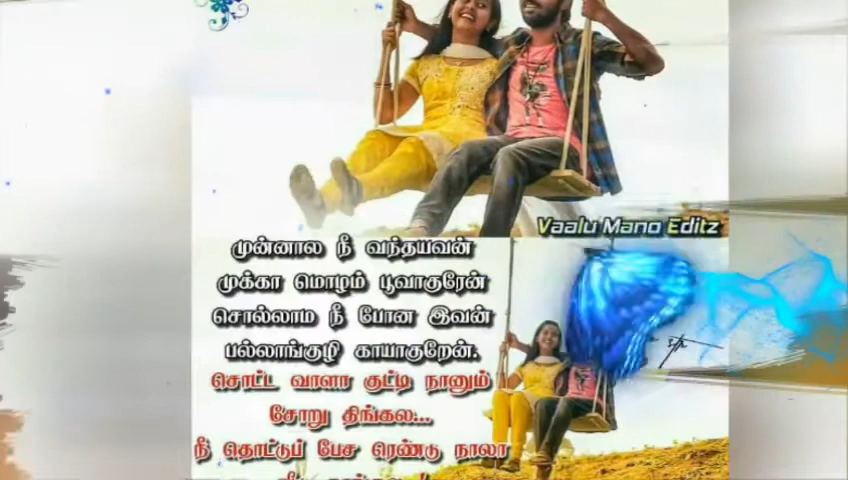 Vaalu Mano Editz
முன்னால நீ வந்தயவன்
முக்கா மொழம் பூவாகுரேன்
சொல்லாம நீ போன இவன்
பல்லாங்குழி காயாகுறேன்.
சொட்ட வாளா குட்டி நானும்
சோறு திங்கல...
நீ தொட்டுப் பேச ரெண்டு நாலா